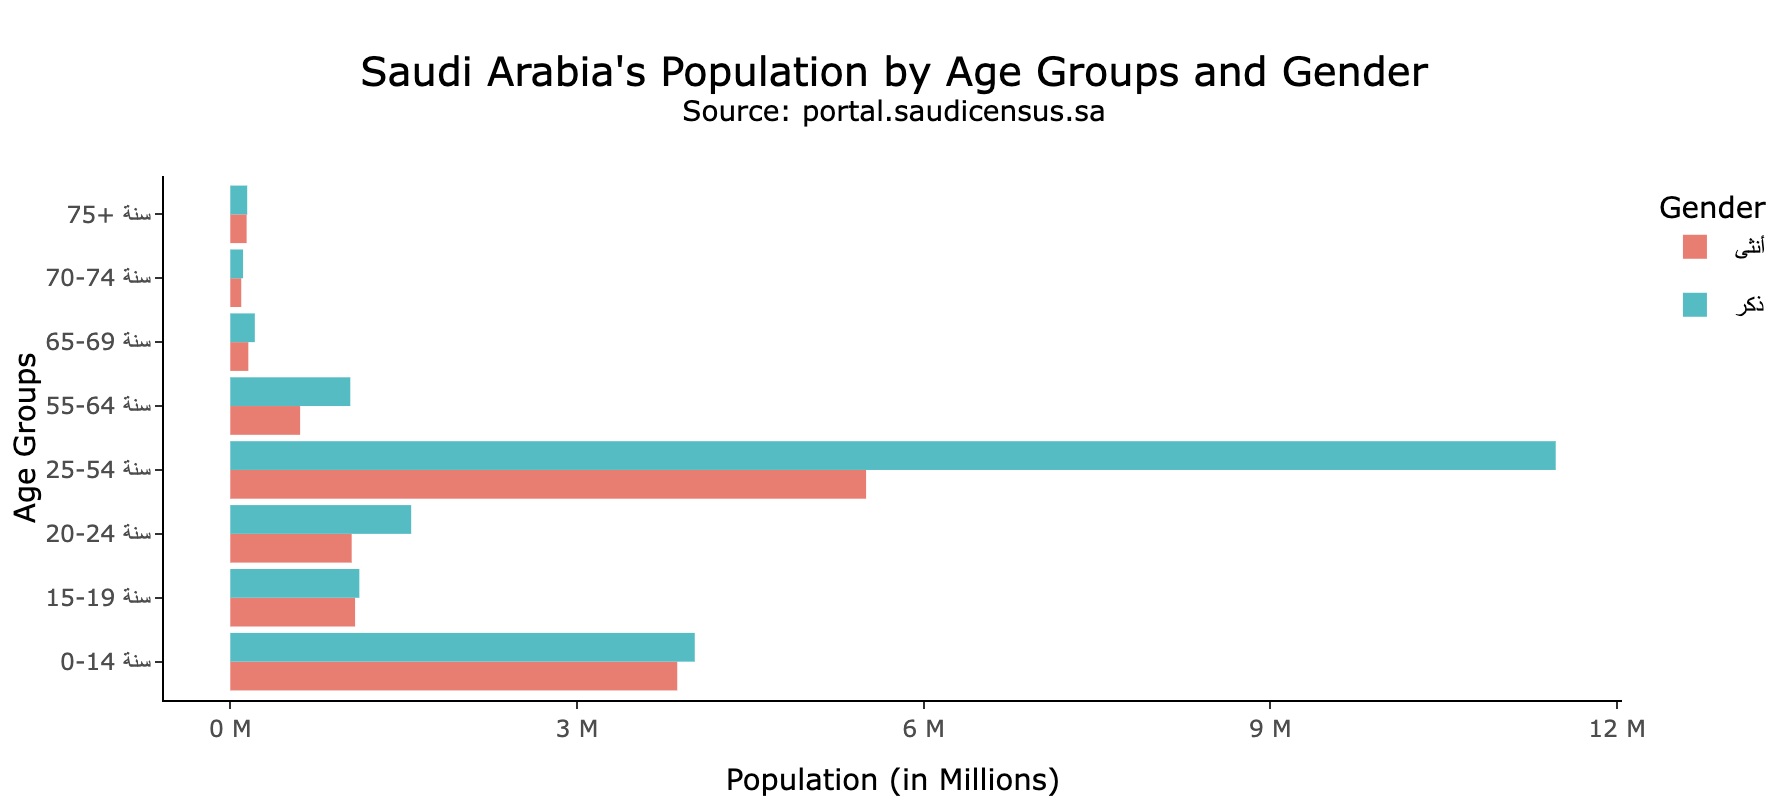 Saudi Arabia's Population by Age Groups and Gender
Source: portal.saudicensus.sa
Gender
أنثى
ذكر
Age Groups
75+ سنة
70-74 سنة
65-69 سنة
55-64 سنة
25-54 سنة
20-24 سنة
15-19 سنة
0-14 سنة
0 M 3 M 6 M 9 M 12 M
Population (in Millions)